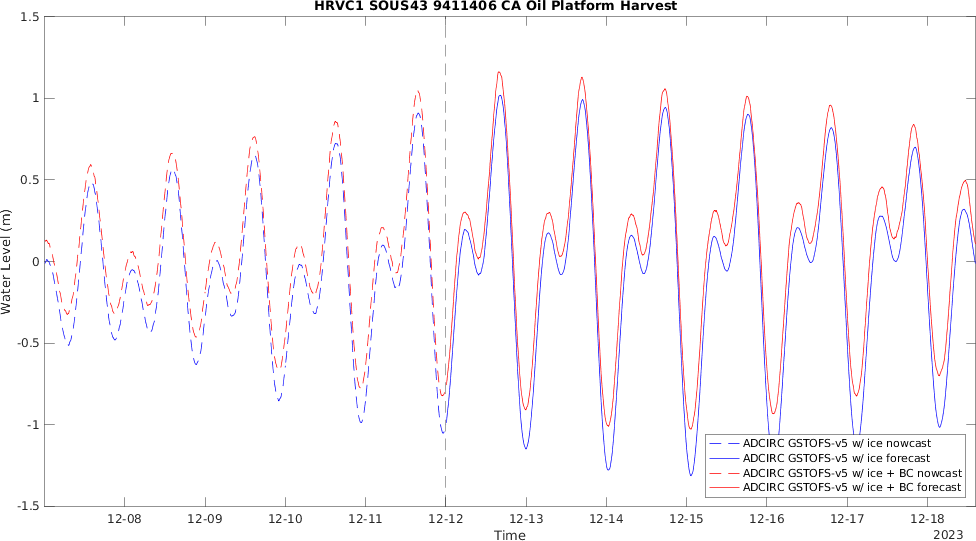 HRVC1 SOUS43 9411406 CA Oil Platform Harvest
1.5
1
0.5
0
-0.5
-1
-1.5
Water Level (m)
ADCIRC GSTOFS-v5 w/ ice nowcast
ADCIRC GSTOFS-v5 w/ ice forecast
ADCIRC GSTOFS-v5 w/ ice + BC nowcast
ADCIRC GSTOFS-v5 w/ ice + BC forecast
12-08 12-09 12-10 12-11 12-12 12-13 12-14 12-15 12-16 12-17 12-18
Time
2023